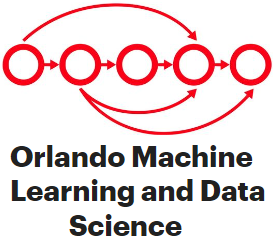 Orlando Machine
Learning and Data
Science